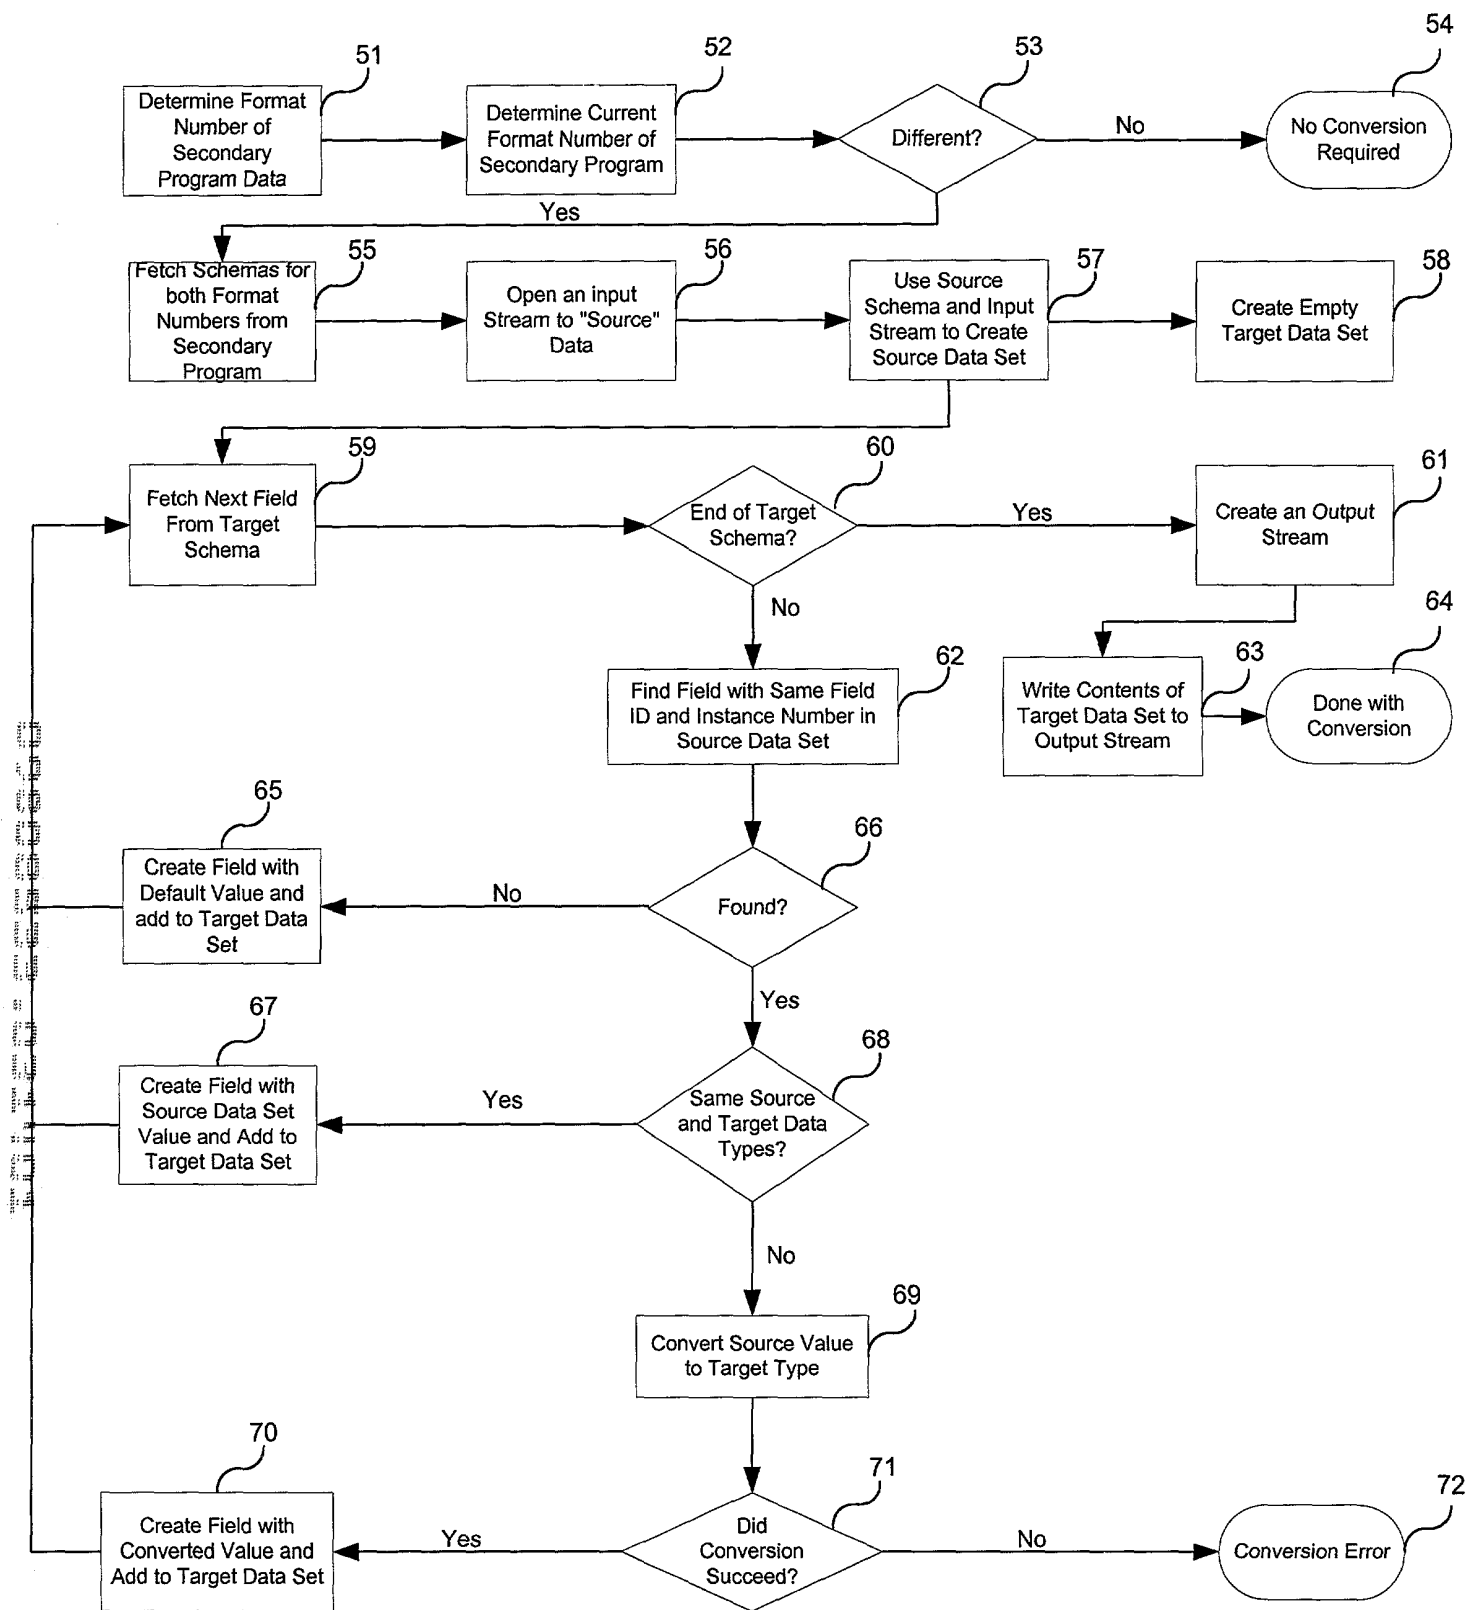 51
52
53
54
Determine Format
Number of
Secondary
Program Data
Determine Current
Format Number of
Secondary Program
Different?
No
No Conversion
Required
Yes
55
56
57
58
Fetch Schemas for
both Format
Numbers from
Secondary
Program
Open an input
Stream to "Source"
Data
Use Source
Schema and Input
Stream to Create
Source Data Set
Create Empty
Target Data Set
59
60
61
Fetch Next Field
From Target
Schema
End of Target
Schema?
Yes
Create an Output
Stream
No
62
63
64
Find Field with Same Field
ID and Instance Number in
Source Data Set
Write Contents of
Target Data Set to
Output Stream
Done with
Conversion
65
66
Create Field with
Default Value and
add to Target Data
Set
No
Found?
Yes
67
68
Create Field with
Source Data Set
Value and Add to
Target Data Set
Yes
Same Source
and Target Data
Types?
No
69
Convert Source Value
to Target Type
70
71
72
Create Field with
Converted Value and
Add to Target Data Set
Yes
Did
Conversion
Succeed?
No
Conversion Error